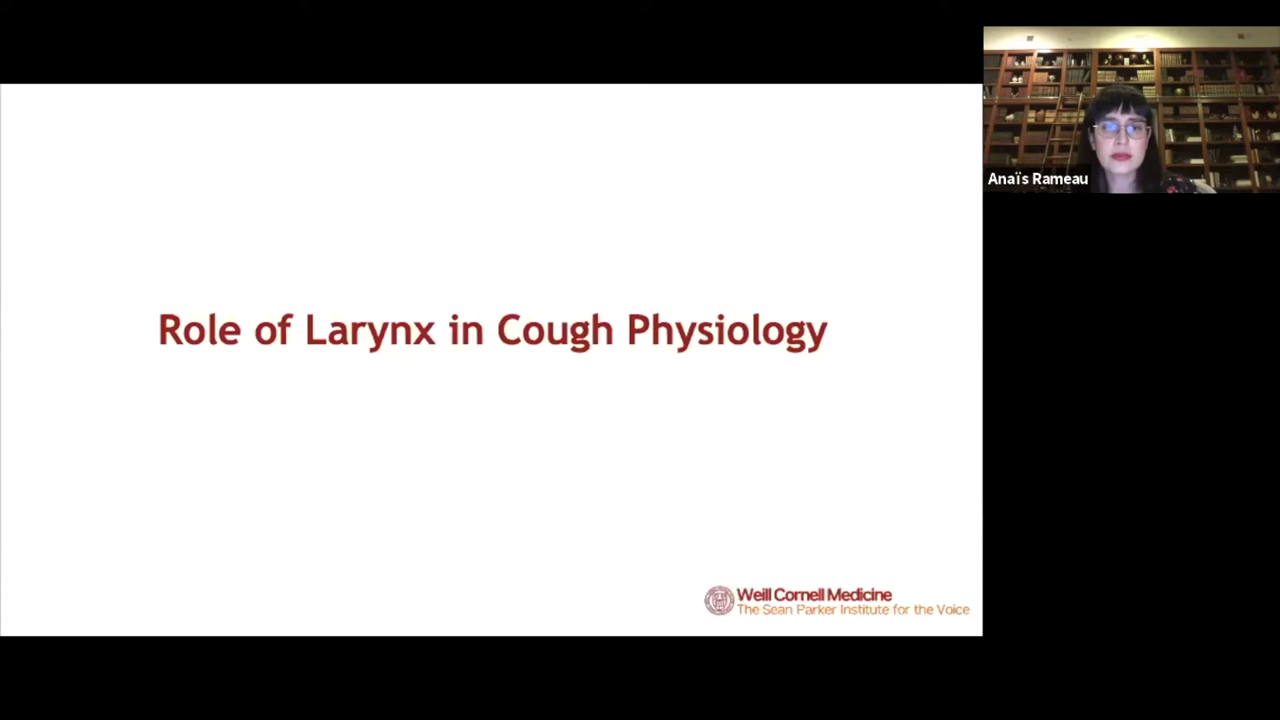 Anaïs Rameau
Role of Larynx in Cough Physiology
Weill Cornell Medicine
The Sean Parker Institute for the Voice